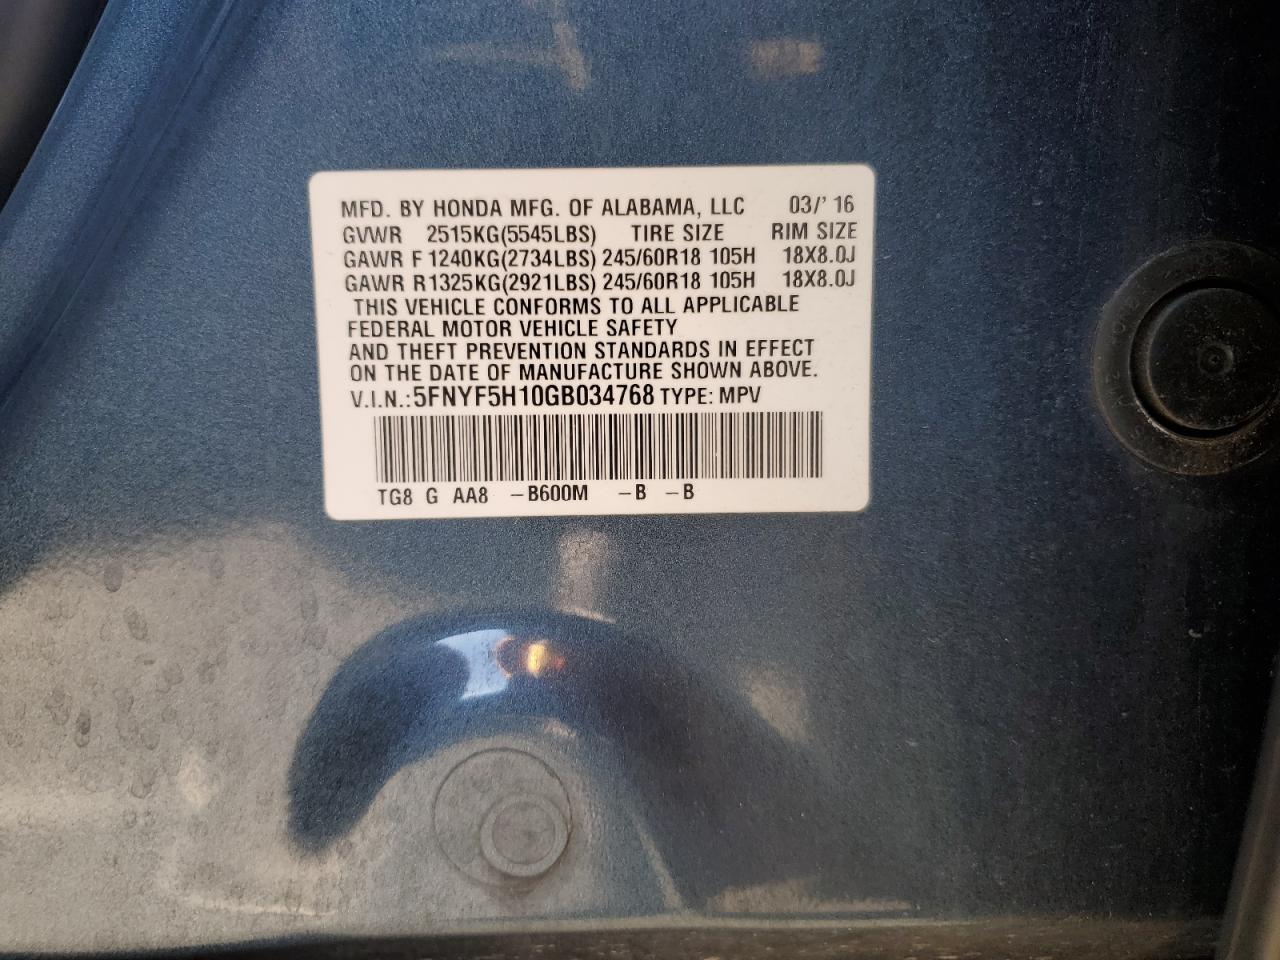 MFD. BY HONDA MFG. OF ALABAMA, LLC 03/'16
GVWR 2515KG(5545LBS) TIRE SIZE RIM SIZE
GAWR F 1240KG(2734LBS) 245/60R18 105H 18X8.0J
GAWR R1325KG(2921LBS) 245/60R18 105H 18X8.0J
THIS VEHICLE CONFORMS TO ALL APPLICABLE
FEDERAL MOTOR VEHICLE SAFETY
AND THEFT PREVENTION STANDARDS IN EFFECT
ON THE DATE OF MANUFACTURE SHOWN ABOVE.
V.I.N.:5FNYF5H10GB034768 TYPE: MPV
TG8 G AA8 -B600M -B -B